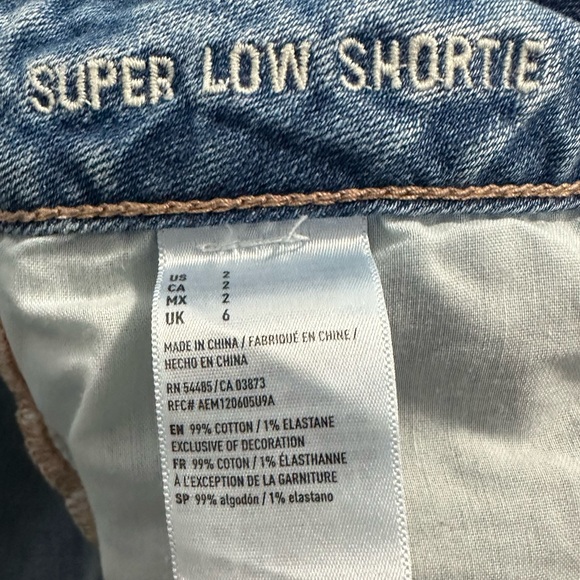 SUPER LOW SHORTIE
US 2
CA 2
MX 2
UK 6
MADE IN CHINA / FABRIQUÉ EN CHINE /
HECHO EN CHINA
RN 54485/CA 03873
RFC# AEM120605U9A
EN 99% COTTON / 1% ELASTANE
EXCLUSIVE OF DECORATION
FR 99% COTON / 1% ÉLASTHANNE
À L'EXCEPTION DE LA GARNITURE
SP 99% algodón / 1% elastano